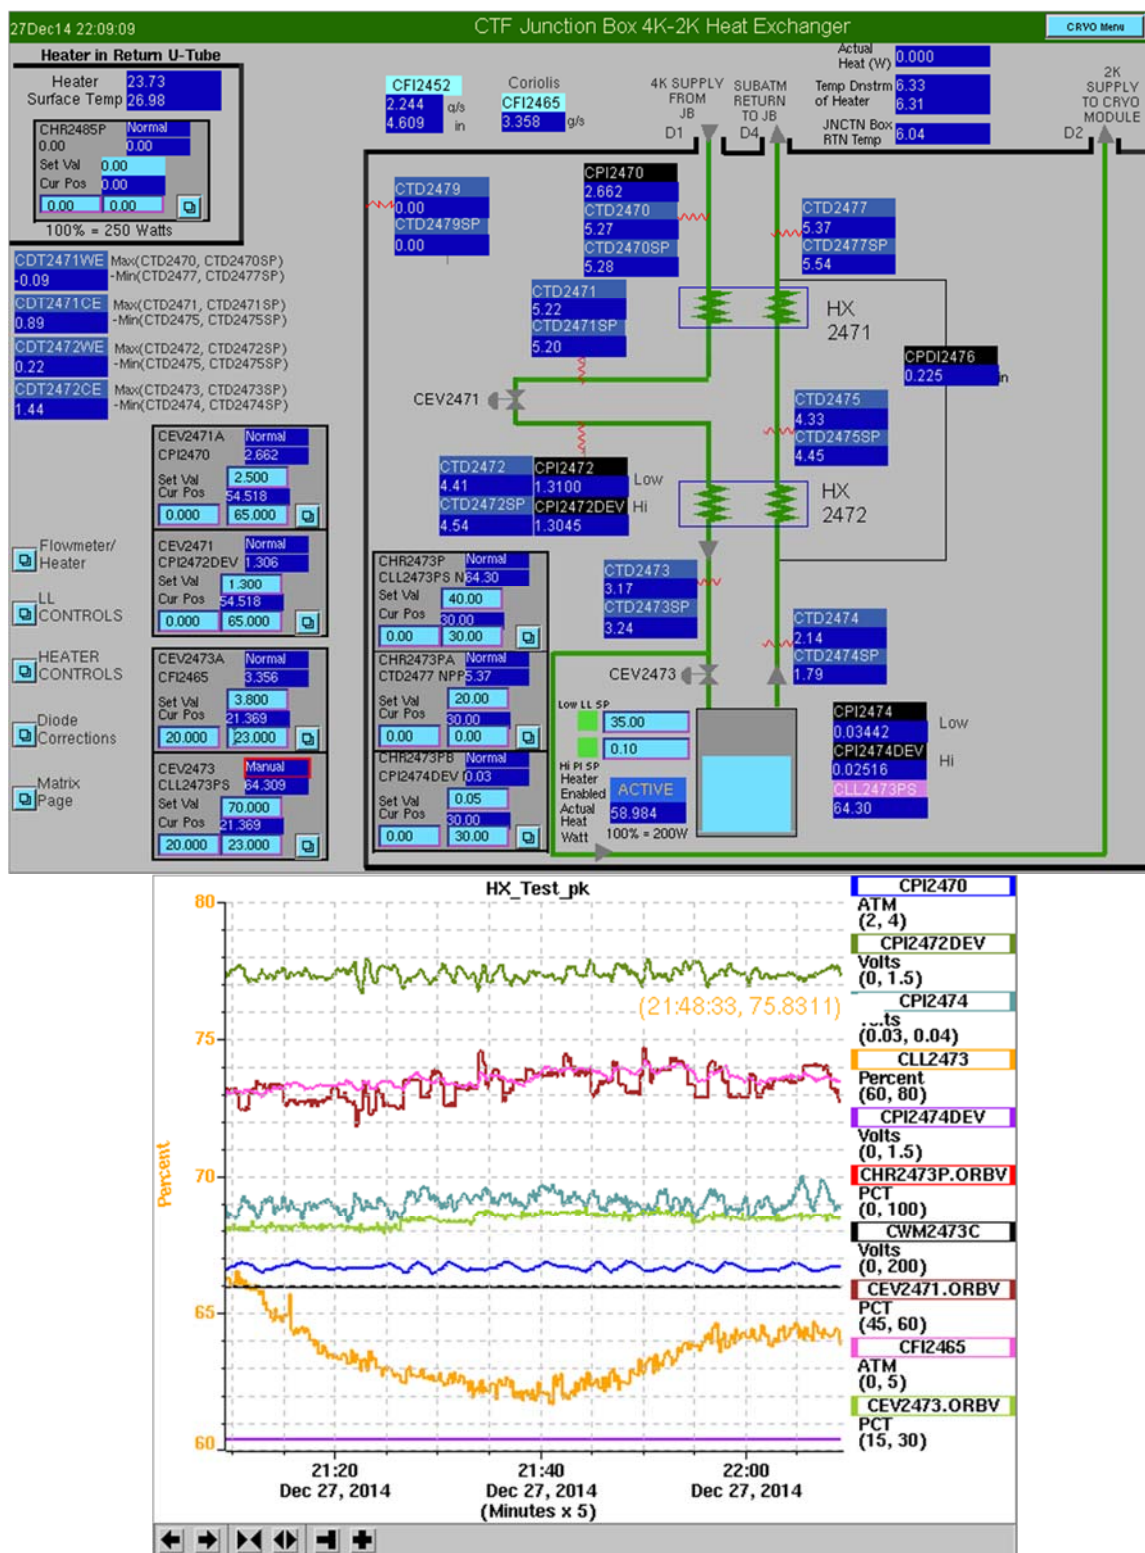 27Dec14 22:09:09
CTF Junction Box 4K-2K Heat Exchanger
CRYO Menu
Heater in Return U-Tube
Heater 23.73
Surface Temp 26.98
CHR2485P Normal
0.00 0.00
Set Val 0.00
Cur Pos 0.00
0.00 0.00
100% = 250 Watts
CFI2452
2.244 g/s
4.609 in
Coriolis
CFI2465
3.358 g/s
4K SUPPLY
FROM
JB
D1
SUBATM
RETURN
TO JB
D4
Actual
Heat (W) 0.000
Temp Dnstrm 6.33
of Heater 6.31
JNCTN Box
RTN Temp 6.04
2K
SUPPLY
TO CRYO
MODULE
D2
CDT2471WE Max(CTD2470, CTD2470SP)
-0.09 -Min(CTD2477, CTD2477SP)
CDT2471CE Max(CTD2471, CTD2471SP)
0.89 -Min(CTD2475, CTD2475SP)
CDT2472WE Max(CTD2472, CTD2472SP)
0.22 -Min(CTD2475, CTD2475SP)
CDT2472CE Max(CTD2473, CTD2473SP)
1.44 -Min(CTD2474, CTD2474SP)
CTD2479
0.00
CTD2479SP
0.00
CPI2470
2.662
CTD2470
5.27
CTD2470SP
5.28
CTD2477
5.37
CTD2477SP
5.54
CTD2471
5.22
CTD2471SP
5.20
HX
2471
CPDI2476
0.225 in
CEV2471
CTD2475
4.33
CTD2475SP
4.45
CTD2472
4.41
CTD2472SP
4.54
CPI2472
1.3100 Low
CPI2472DEV Hi
1.3045
HX
2472
CEV2471A Normal
CPI2470 2.662
Set Val 2.500
Cur Pos 54.518
0.000 65.000
CEV2471 Normal
CPI2472DEV 1.306
Set Val 1.300
Cur Pos 54.518
0.000 65.000
CEV2473A Normal
CFI2465 3.356
Set Val 3.800
Cur Pos 21.369
20.000 23.000
CEV2473 Manual
CLL2473PS 64.309
Set Val 70.000
Cur Pos 21.369
20.000 23.000
Flowmeter/
Heater
LL
CONTROLS
HEATER
CONTROLS
Diode
Corrections
Matrix
Page
CHR2473P Normal
CLL2473PS N 64.30
Set Val 40.00
Cur Pos 30.00
0.00 30.00
CHR2473PA Normal
CTD2477 NPP 5.37
Set Val 20.00
Cur Pos 30.00
0.00 0.00
CHR2473PB Normal
CPI2474DEV 0.03
Set Val 0.05
Cur Pos 30.00
0.00 30.00
CTD2473
3.17
CTD2473SP
3.24
CTD2474
2.14
CTD2474SP
1.79
CEV2473
Low LL SP
35.00
0.10
Hi PI SP
Heater
Enabled ACTIVE
Actual
Heat 58.984
Watt 100% = 200W
CPI2474
0.03442 Low
CPI2474DEV
0.02516 Hi
CLL2473PS
64.30
HX_Test_pk
80
75
70
65
60
Percent
(21:48:33, 75.8311)
21:20
Dec 27, 2014
21:40
Dec 27, 2014
22:00
Dec 27, 2014
(Minutes x 5)
CPI2470
ATM
(2, 4)
CPI2472DEV
Volts
(0, 1.5)
CPI2474
(0.03, 0.04)
CLL2473
Percent
(60, 80)
CPI2474DEV
Volts
(0, 1.5)
CHR2473P.ORBV
PCT
(0, 100)
CWM2473C
Volts
(0, 200)
CEV2471.ORBV
PCT
(45, 60)
CFI2465
ATM
(0, 5)
CEV2473.ORBV
PCT
(15, 30)